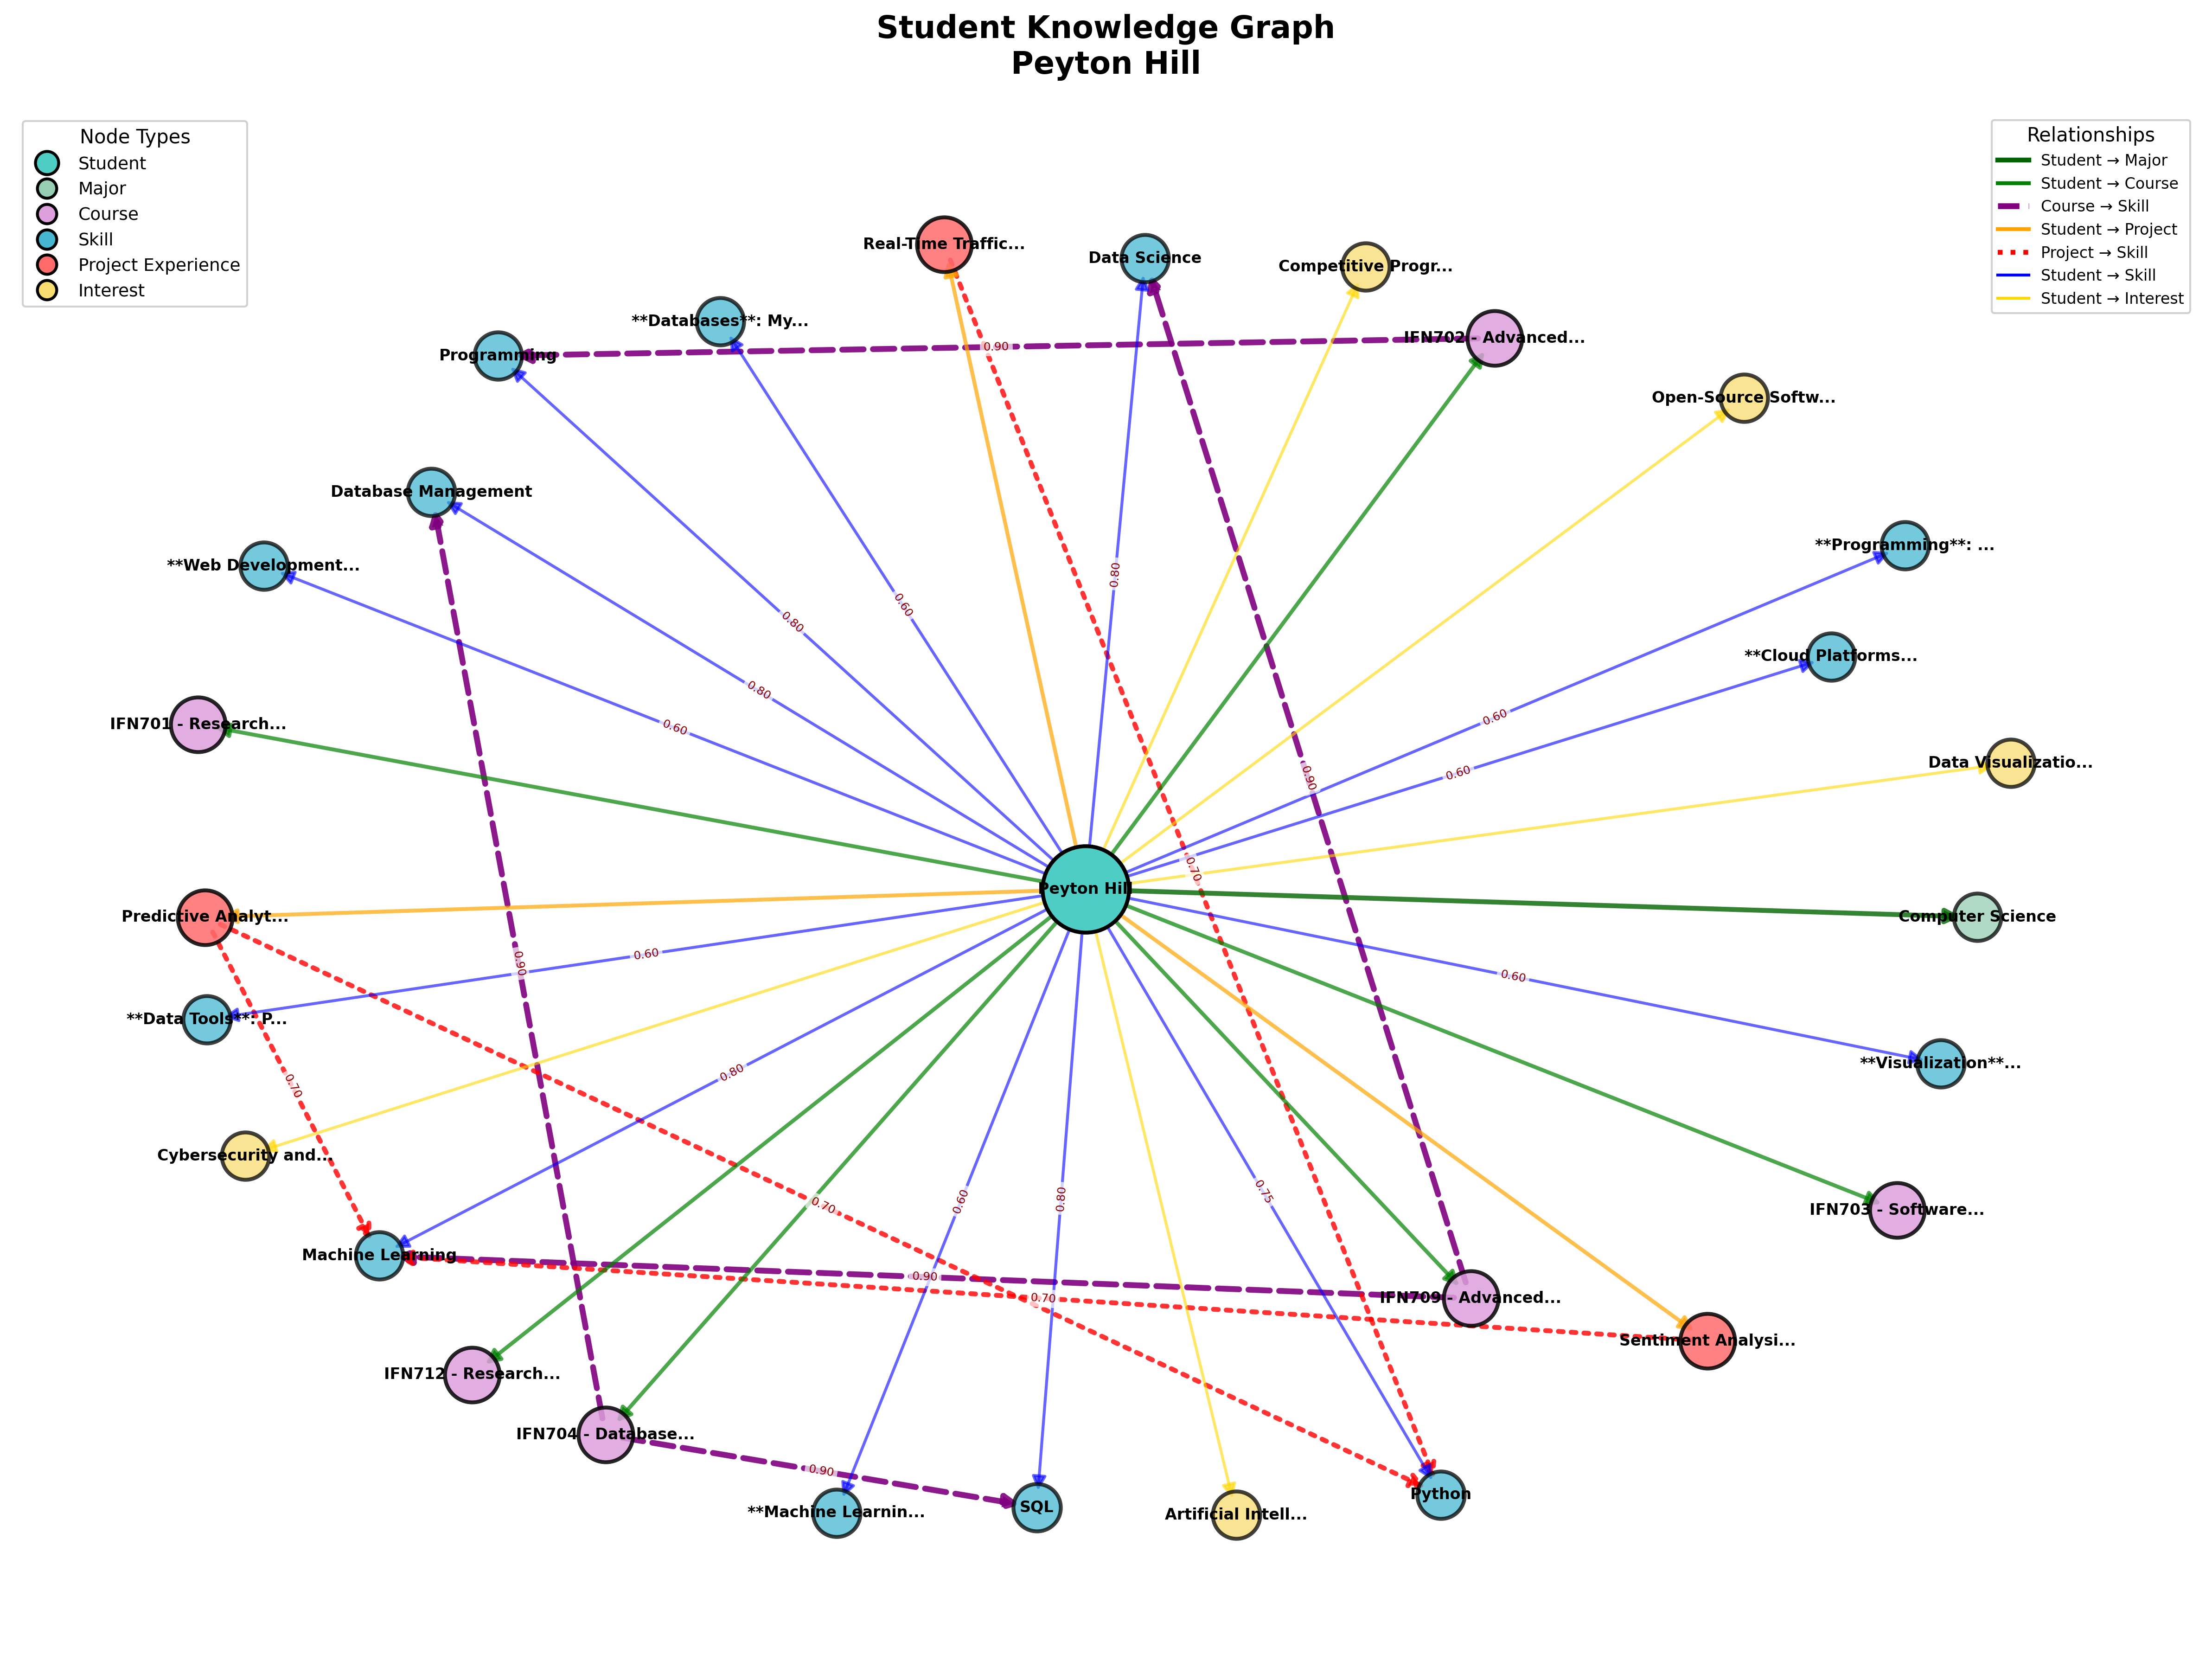 Student Knowledge Graph
Peyton Hill
Node Types
Student
Major
Course
Skill
Project Experience
Interest
Relationships
Student → Major
Student → Course
Course → Skill
Student → Project
Project → Skill
Student → Skill
Student → Interest
Real-Time Traffic...
Data Science
Competitive Progr...
**Databases**: My...
IFN702 - Advanced...
Programming
0.90
Open-Source Softw...
Database Management
**Programming**: ...
**Web Development...
0.80
0.60
0.80
**Cloud Platforms...
0.80
0.60
0.60
IFN701 - Research...
0.60
0.90
Data Visualizatio...
0.70
Peyton Hill
Predictive Analyt...
Computer Science
0.60
0.90
0.60
**Data Tools**: P...
**Visualization**...
0.70
0.80
Cybersecurity and...
0.70
0.60
0.80
0.75
IFN703 - Software...
Machine Learning
0.90
0.70
IFN709 - Advanced...
Sentiment Analysi...
IFN712 - Research...
IFN704 - Database...
0.90
**Machine Learnin...
SQL
Artificial Intell...
Python